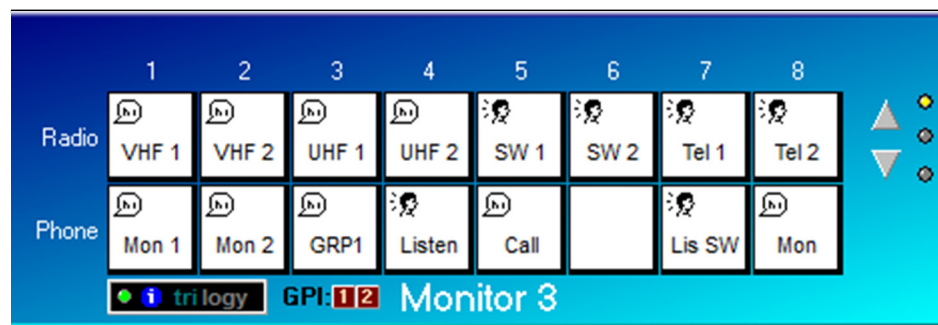 1 2 3 4 5 6 7 8
Radio VHF 1 VHF 2 UHF 1 UHF 2 SW 1 SW 2 Tel 1 Tel 2
Phone Mon 1 Mon 2 GRP1 Listen Call Lis SW Mon
i trilogy GPI: 1 2 Monitor 3